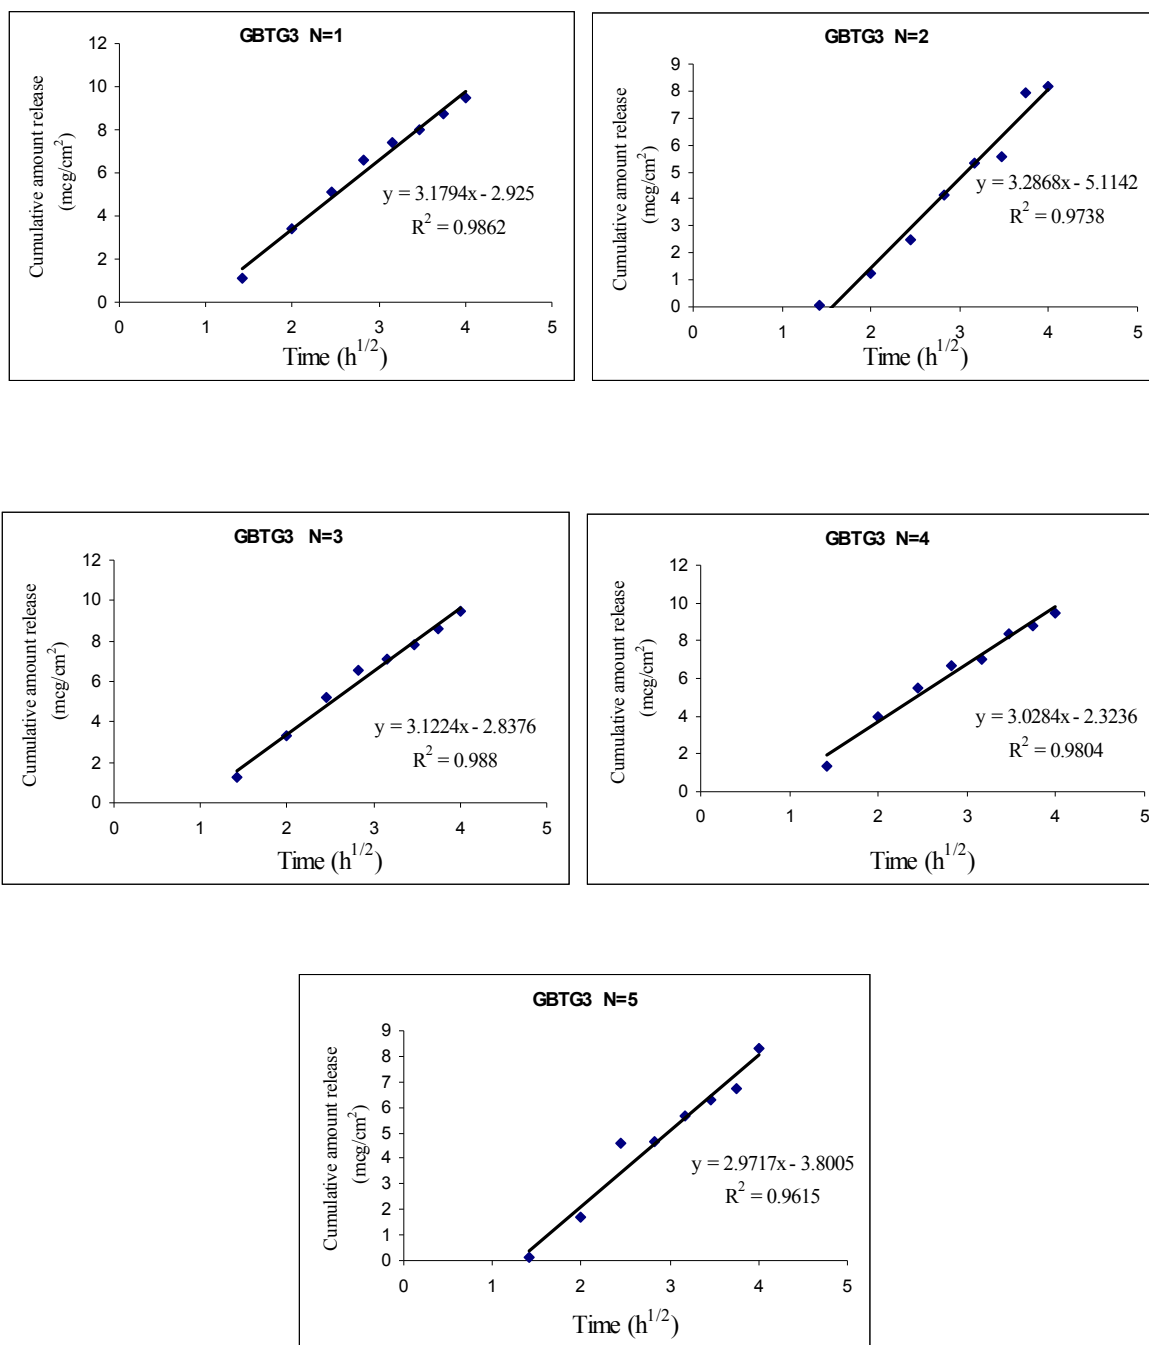 GBTG3 N=1
Cumulative amount release
(mcg/cm²)
12
10
8
6
4
2
0
y = 3.1794x - 2.925
R² = 0.9862
0 1 2 3 4 5
Time (h^1/2)
GBTG3 N=2
Cumulative amount release
(mcg/cm²)
9
8
7
6
5
4
3
2
1
0
y = 3.2868x - 5.1142
R² = 0.9738
0 1 2 3 4 5
Time (h^1/2)
GBTG3 N=3
Cumulative amount release
(mcg/cm²)
12
10
8
6
4
2
0
y = 3.1224x - 2.8376
R² = 0.988
0 1 2 3 4 5
Time (h^1/2)
GBTG3 N=4
Cumulative amount release
(mcg/cm²)
12
10
8
6
4
2
0
y = 3.0284x - 2.3236
R² = 0.9804
0 1 2 3 4 5
Time (h^1/2)
GBTG3 N=5
Cumulative amount release
(mcg/cm²)
9
8
7
6
5
4
3
2
1
0
y = 2.9717x - 3.8005
R² = 0.9615
0 1 2 3 4 5
Time (h^1/2)